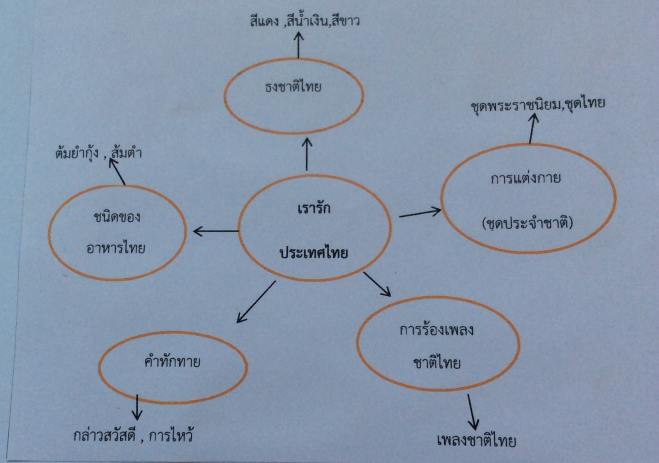 สีแดง ,สีน้ำเงิน,สีขาว
ธงชาติไทย
ชุดพระราชนิยม,ชุดไทย
การแต่งกาย
(ชุดประจำชาติ)
ต้มยำกุ้ง , ส้มตำ
ชนิดของ
อาหารไทย
เรารัก
ประเทศไทย
คำทักทาย
กล่าวสวัสดี , การไหว้
การร้องเพลง
ชาติไทย
เพลงชาติไทย